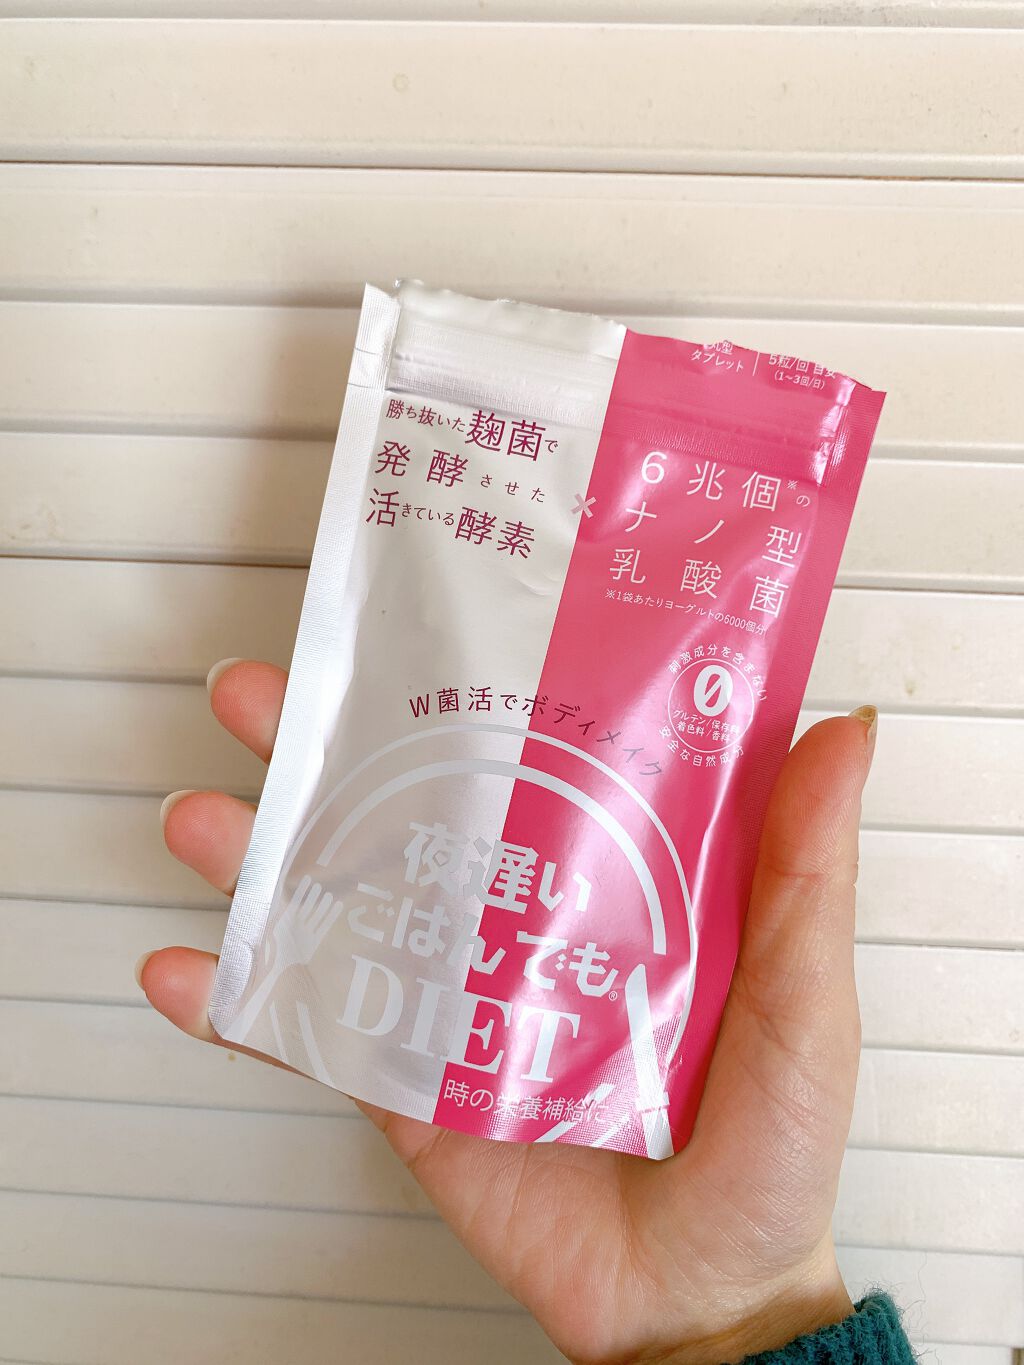 タブレット
5粒/回 目安
(1~3回/日)
勝ち抜いた麹菌で
発酵させた
活きている酵素
×
6兆個※の
ナノ型
乳酸菌
※1袋あたりヨーグルトの6000個分
刺激成分を含まない
0
グルテン/保存料
着色料/香料
安全な自然成分
W菌活でボディメイク
夜遅い
ごはんでも®
DIET
時の栄養補給に